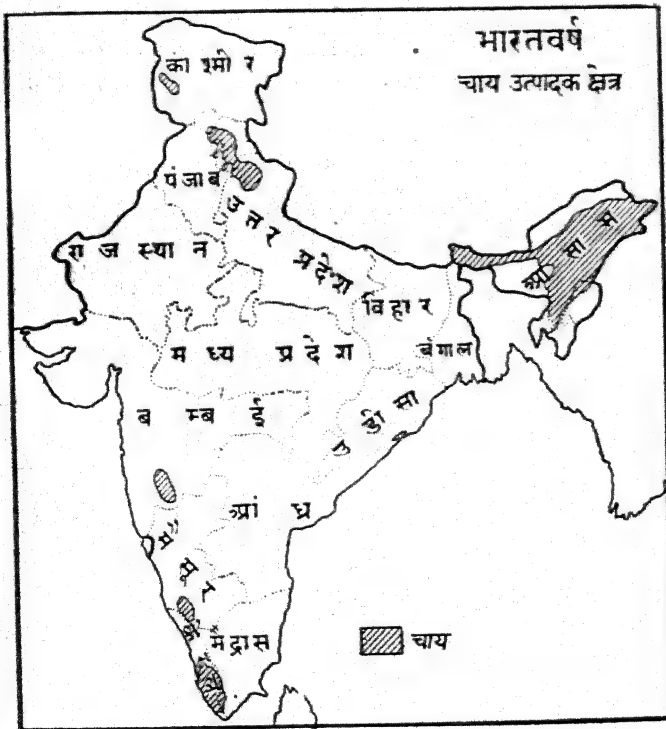 भारतवर्ष
चाय उत्पादक क्षेत्र
काश्मीर
पंजाब
उत्तर प्रदेश
राजस्थान
आसाम
बिहार
मध्य प्रदेश
बंगाल
बम्बई
उड़ीसा
आंध्र
मैसूर
मद्रास
चाय